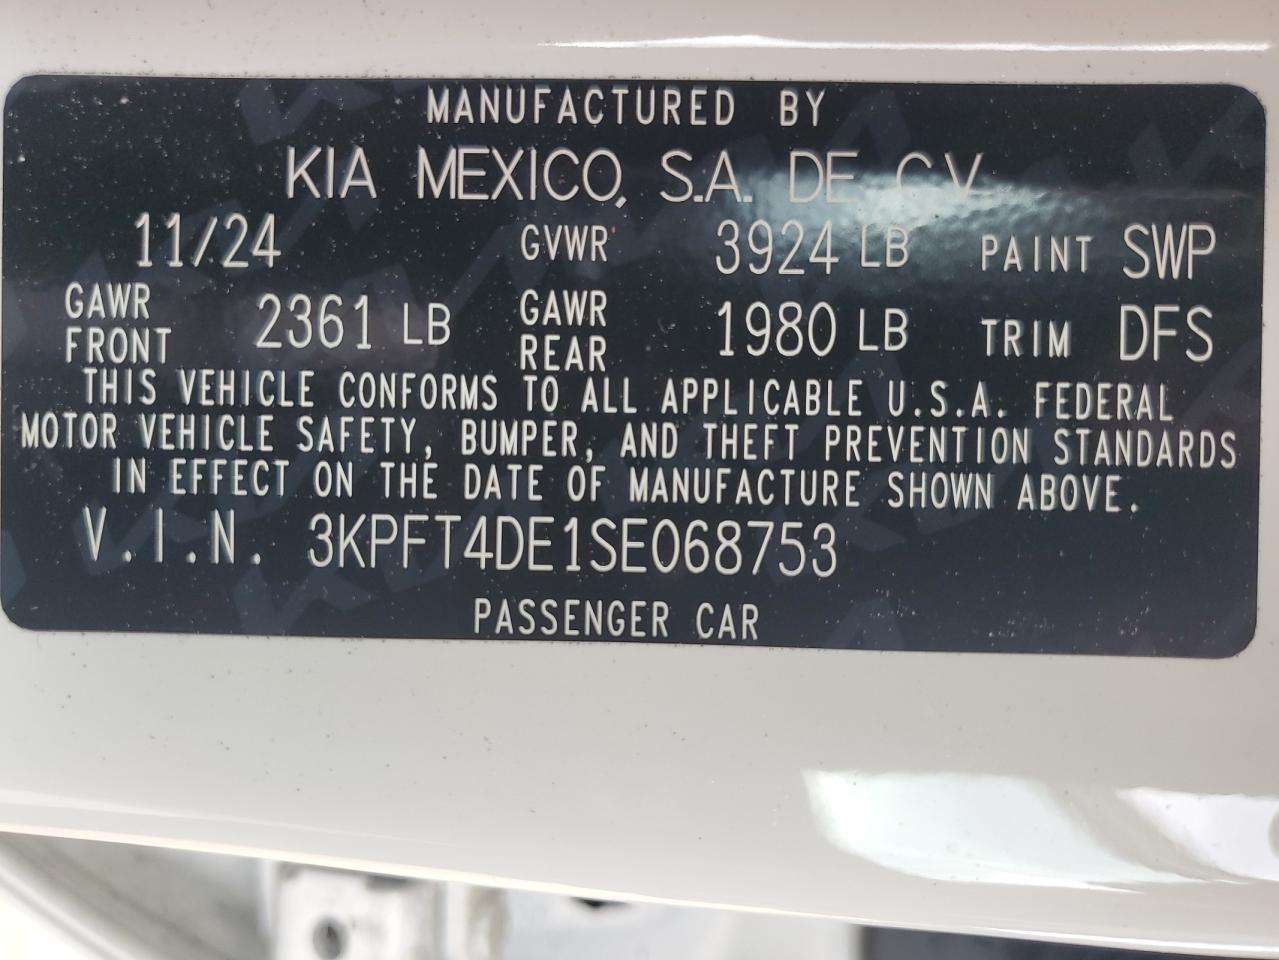 MANUFACTURED BY
KIA MEXICO, S.A. DE C.V.
11/24 GVWR 3924 LB PAINT SWP
GAWR FRONT 2361 LB GAWR REAR 1980 LB TRIM DFS
THIS VEHICLE CONFORMS TO ALL APPLICABLE U.S.A. FEDERAL
MOTOR VEHICLE SAFETY, BUMPER, AND THEFT PREVENTION STANDARDS
IN EFFECT ON THE DATE OF MANUFACTURE SHOWN ABOVE.
V.I.N. 3KPFT4DE1SE068753
PASSENGER CAR